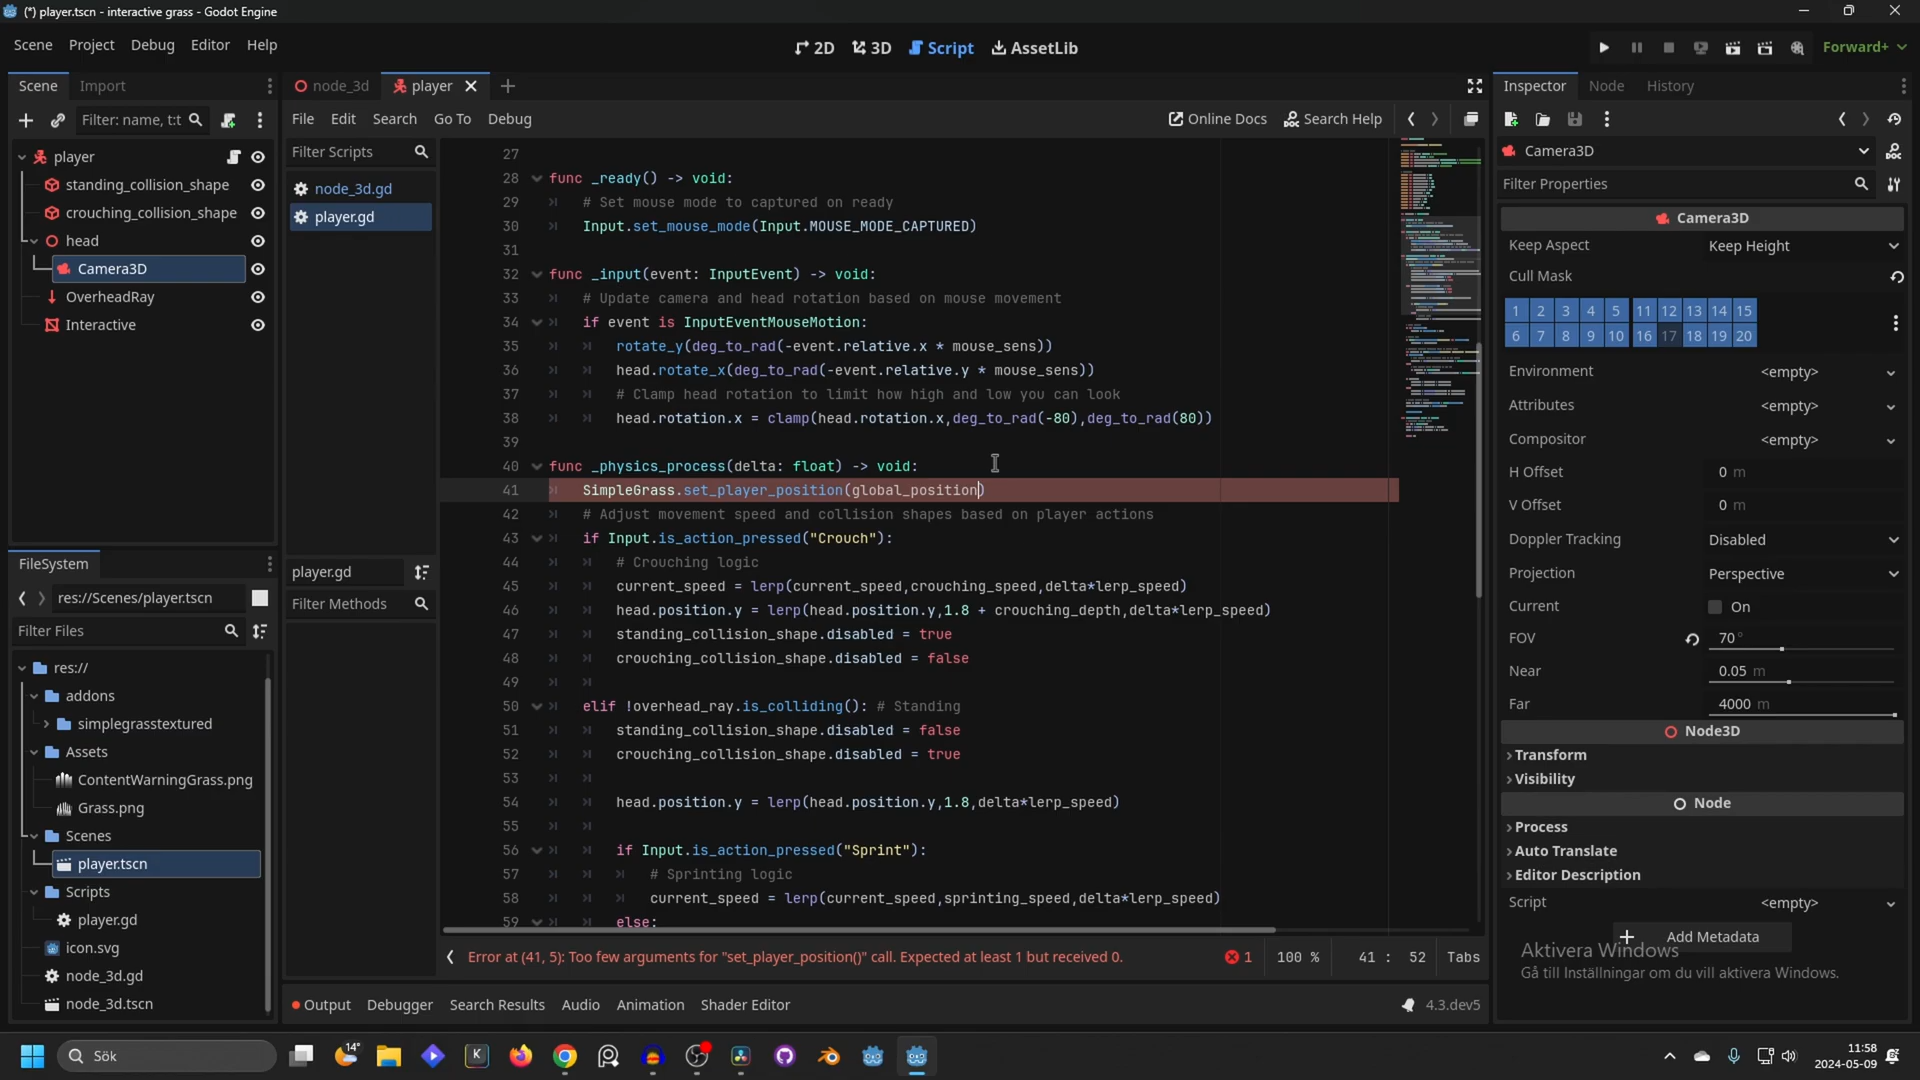 (*) player.tscn - interactive grass - Godot Engine
Scene Project Debug Editor Help
2D 3D Script AssetLib
Forward+
Scene Import
Filter: name, t:t
player
standing_collision_shape
crouching_collision_shape
head
Camera3D
OverheadRay
Interactive
FileSystem
res://Scenes/player.tscn
Filter Files
res://
addons
simplegrasstextured
Assets
ContentWarningGrass.png
Grass.png
Scenes
player.tscn
Scripts
player.gd
icon.svg
node_3d.gd
node_3d.tscn
node_3d player
File Edit Search Go To Debug
Online Docs Search Help
Filter Scripts
node_3d.gd
player.gd
player.gd
Filter Methods
27
28 func _ready() -> void:
29 # Set mouse mode to captured on ready
30 Input.set_mouse_mode(Input.MOUSE_MODE_CAPTURED)
31
32 func _input(event: InputEvent) -> void:
33 # Update camera and head rotation based on mouse movement
34 if event is InputEventMouseMotion:
35 rotate_y(deg_to_rad(-event.relative.x * mouse_sens))
36 head.rotate_x(deg_to_rad(-event.relative.y * mouse_sens))
37 # Clamp head rotation to limit how high and low you can look
38 head.rotation.x = clamp(head.rotation.x,deg_to_rad(-80),deg_to_rad(80))
39
40 func _physics_process(delta: float) -> void:
41 SimpleGrass.set_player_position(global_position)
42 # Adjust movement speed and collision shapes based on player actions
43 if Input.is_action_pressed("Crouch"):
44 # Crouching logic
45 current_speed = lerp(current_speed,crouching_speed,delta*lerp_speed)
46 head.position.y = lerp(head.position.y,1.8 + crouching_depth,delta*lerp_speed)
47 standing_collision_shape.disabled = true
48 crouching_collision_shape.disabled = false
49
50 elif !overhead_ray.is_colliding(): # Standing
51 standing_collision_shape.disabled = false
52 crouching_collision_shape.disabled = true
53
54 head.position.y = lerp(head.position.y,1.8,delta*lerp_speed)
55
56 if Input.is_action_pressed("Sprint"):
57 # Sprinting logic
58 current_speed = lerp(current_speed,sprinting_speed,delta*lerp_speed)
59 else:
Error at (41, 5): Too few arguments for "set_player_position()" call. Expected at least 1 but received 0.
1 100 % 41 : 52 Tabs
Output Debugger Search Results Audio Animation Shader Editor
4.3.dev5
Inspector Node History
Camera3D
Filter Properties
Camera3D
Keep Aspect Keep Height
Cull Mask
1 2 3 4 5 11 12 13 14 15
6 7 8 9 10 16 17 18 19 20
Environment <empty>
Attributes <empty>
Compositor <empty>
H Offset 0 m
V Offset 0 m
Doppler Tracking Disabled
Projection Perspective
Current On
FOV 70 °
Near 0.05 m
Far 4000 m
Node3D
Transform
Visibility
Node
Process
Auto Translate
Editor Description
Script <empty>
Add Metadata
Aktivera Windows
Gå till Inställningar om du vill aktivera Windows.
Sök
14°
11:58
2024-05-09